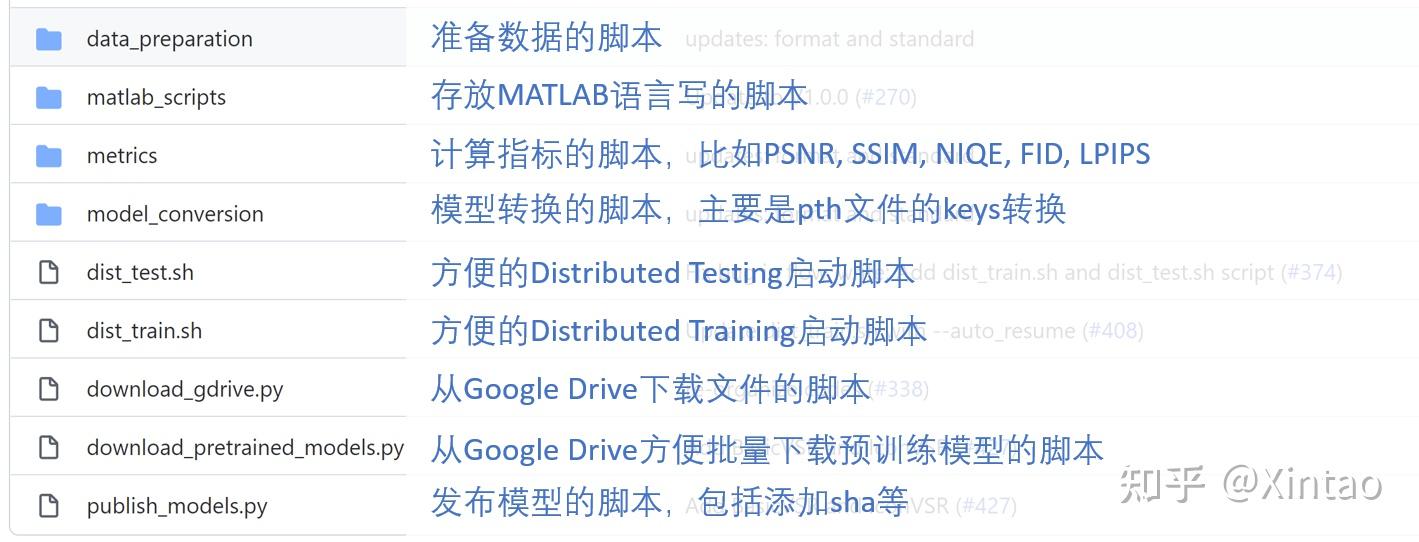 data_preparation 准备数据的脚本 updates: format and standard
matlab_scripts 存放MATLAB语言写的脚本 1.0.0 (#270)
metrics 计算指标的脚本，比如PSNR, SSIM, NIQE, FID, LPIPS
model_conversion 模型转换的脚本，主要是pth文件的keys转换
dist_test.sh 方便的Distributed Testing启动脚本 dist_train.sh and dist_test.sh script (#374)
dist_train.sh 方便的Distributed Training启动脚本 --auto_resume (#408)
download_gdrive.py 从Google Drive下载文件的脚本 (#338)
download_pretrained_models.py 从Google Drive方便批量下载预训练模型的脚本
publish_models.py 发布模型的脚本，包括添加sha等 (#427)
知乎 @Xintao